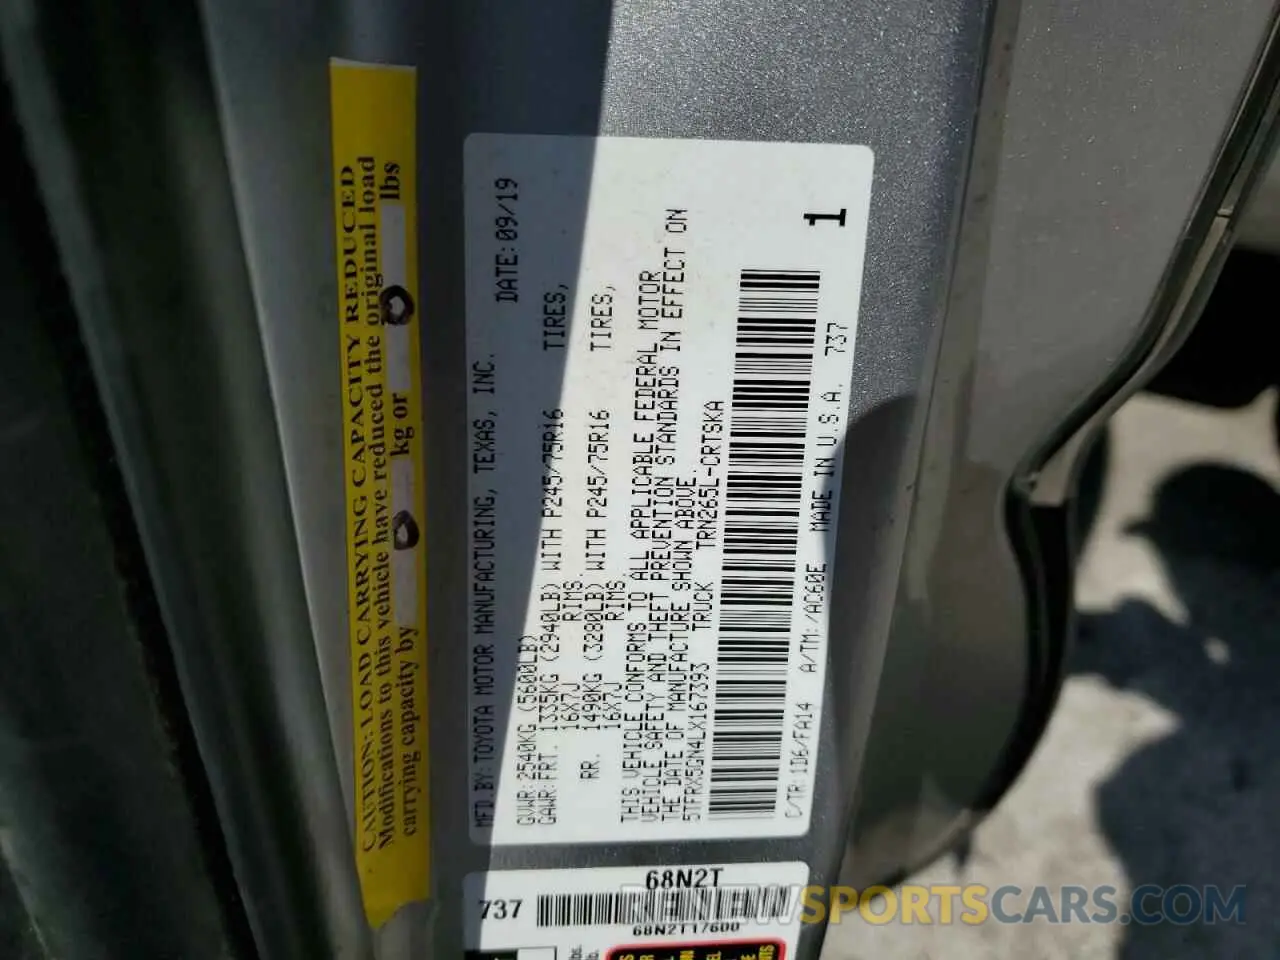 CAUTION: LOAD CARRYING CAPACITY REDUCED
Modifications to this vehicle have reduced the original load
carrying capacity by kg or lbs
MFD BY: TOYOTA MOTOR MANUFACTURING, TEXAS, INC. DATE: 09/19
GVWR: 2540KG (5600LB)
GAWR: FRT. 1335KG (2940LB) WITH P245/75R16 TIRES,
16X7J RIMS,
RR. 1490KG (3280LB) WITH P245/75R16 TIRES,
16X7J RIMS.
THIS VEHICLE CONFORMS TO ALL APPLICABLE FEDERAL MOTOR
VEHICLE SAFETY AND THEFT PREVENTION STANDARDS IN EFFECT ON
THE DATE OF MANUFACTURE SHOWN ABOVE.
5TFRX5GN4LX167393 TRUCK TRN265L-CRTSKA
1
C/TR: 1D6/FA14 A/TM: /AC60E MADE IN U.S.A. 737
68N2T
737
68N2T17600
RENEWSPORTSCARS.COM